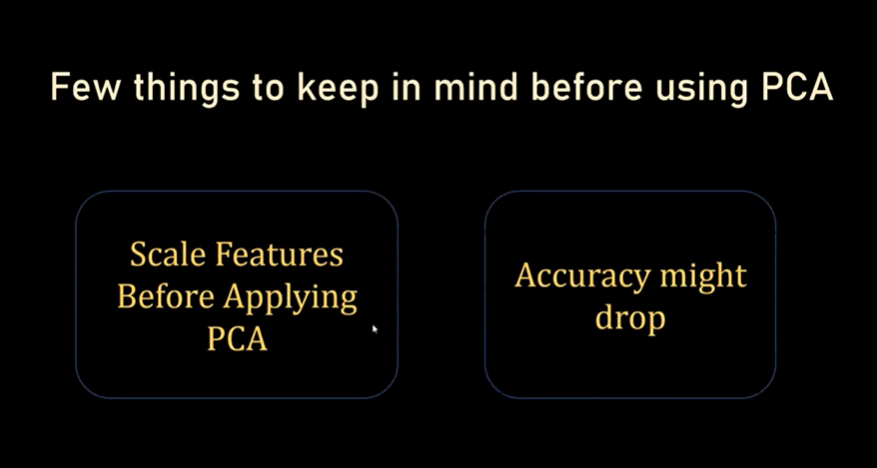 Few things to keep in mind before using PCA
Scale Features
Before Applying
PCA
Accuracy might
drop